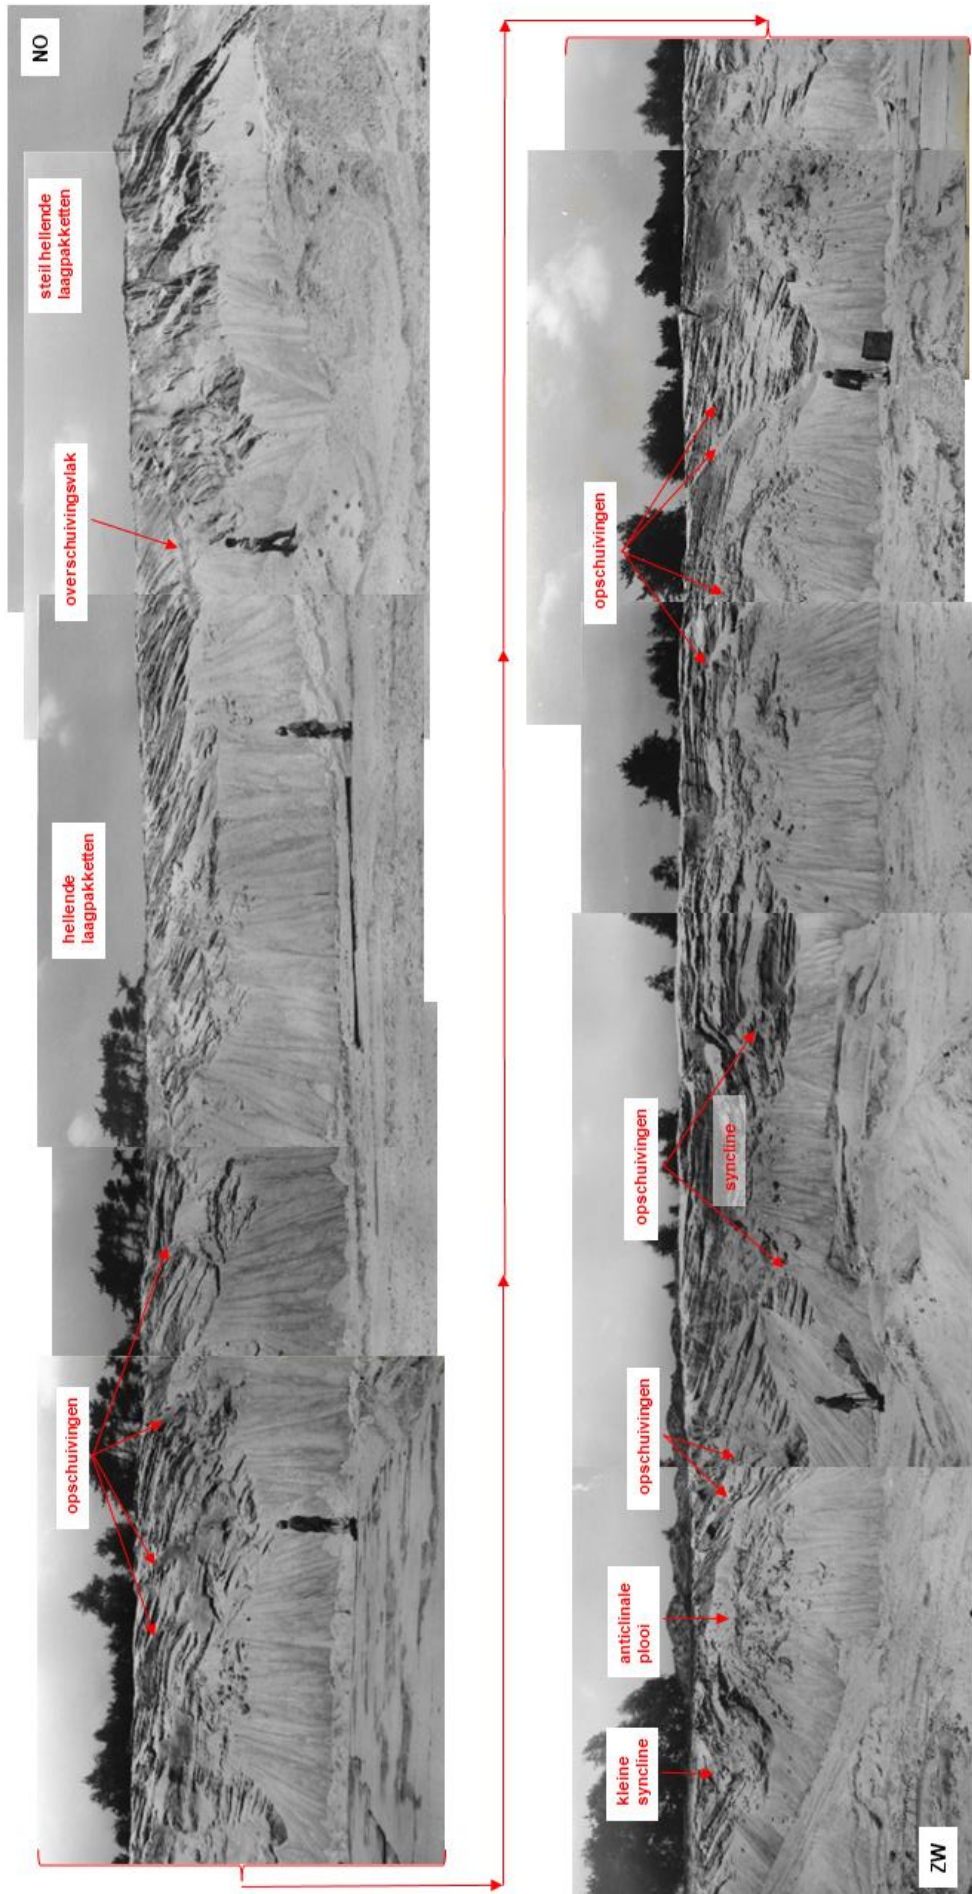 opschuivingen
hellende
laagpakketten
overschuivingsvlak
steil hellende
laagpakketten
NO
ZW
kleine
syncline
anticlinale
plooi
opschuivingen
opschuivingen
syncline
opschuivingen